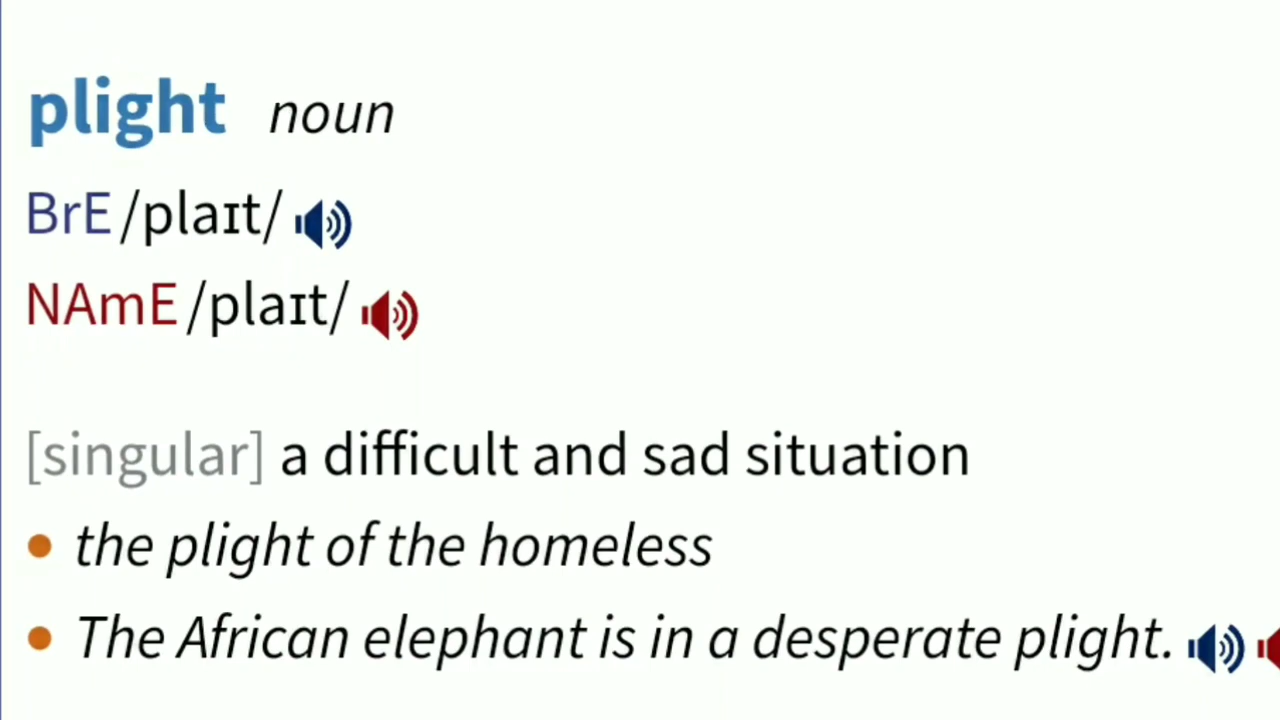 plight noun
BrE /plaɪt/
NAmE /plaɪt/
[singular] a difficult and sad situation
• the plight of the homeless
• The African elephant is in a desperate plight.